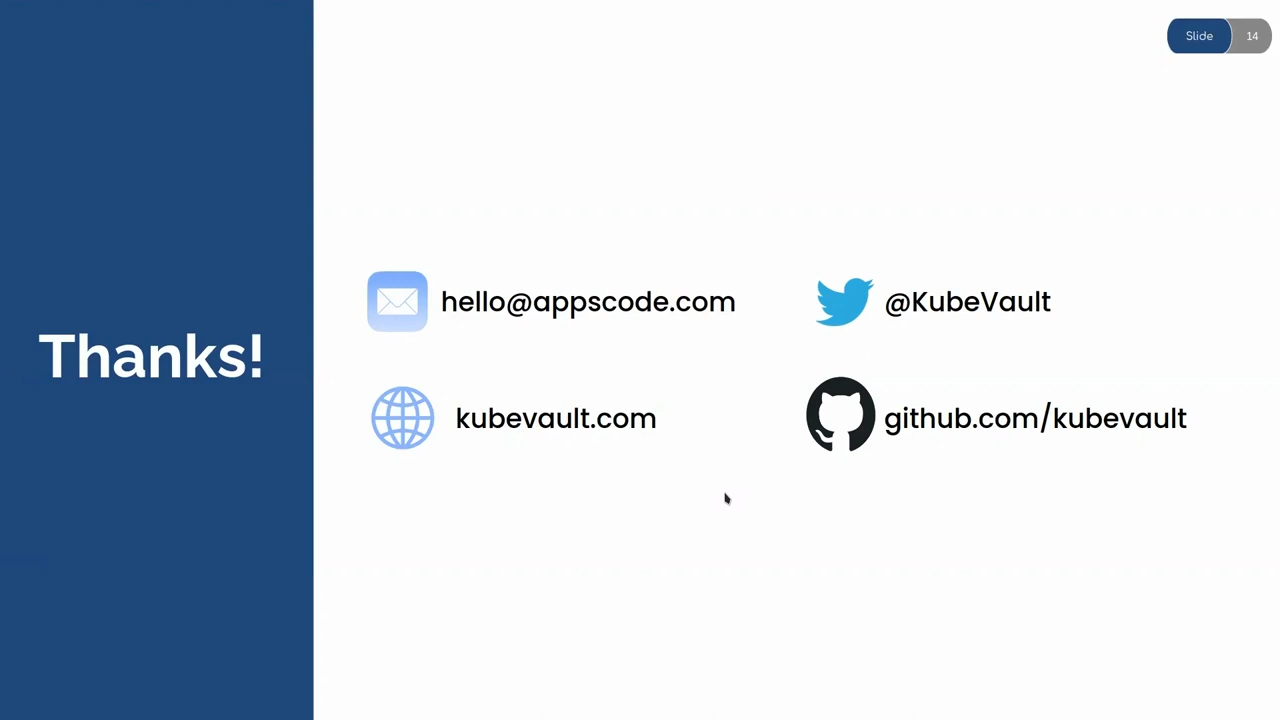 Slide 14
Thanks!
hello@appscode.com
@KubeVault
kubevault.com
github.com/kubevault